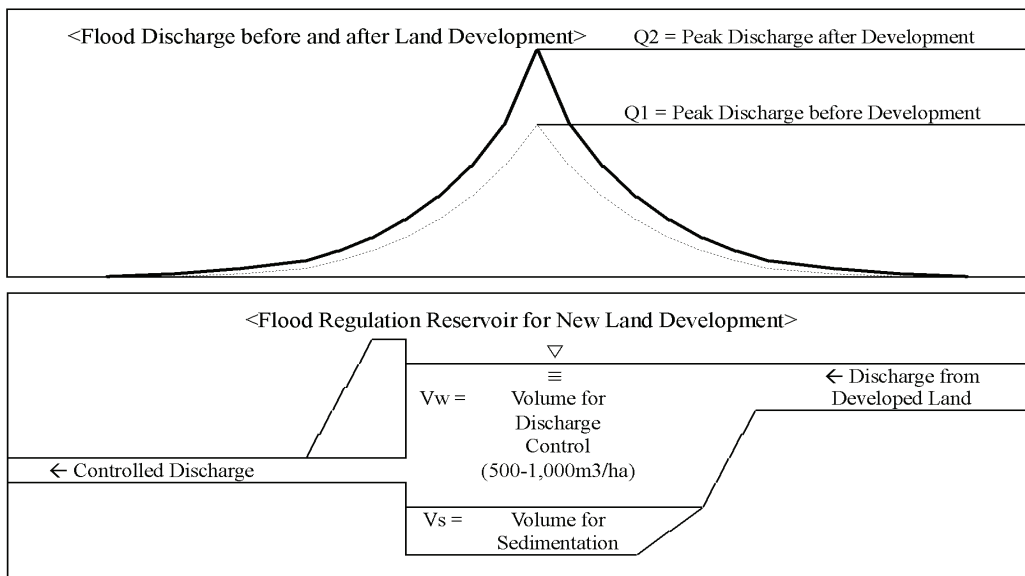 <Flood Discharge before and after Land Development>
Q2 = Peak Discharge after Development
Q1 = Peak Discharge before Development
<Flood Regulation Reservoir for New Land Development>
▽
≡
← Discharge from
Developed Land
Vw = Volume for
Discharge
Control
(500-1,000m3/ha)
← Controlled Discharge
Vs = Volume for
Sedimentation